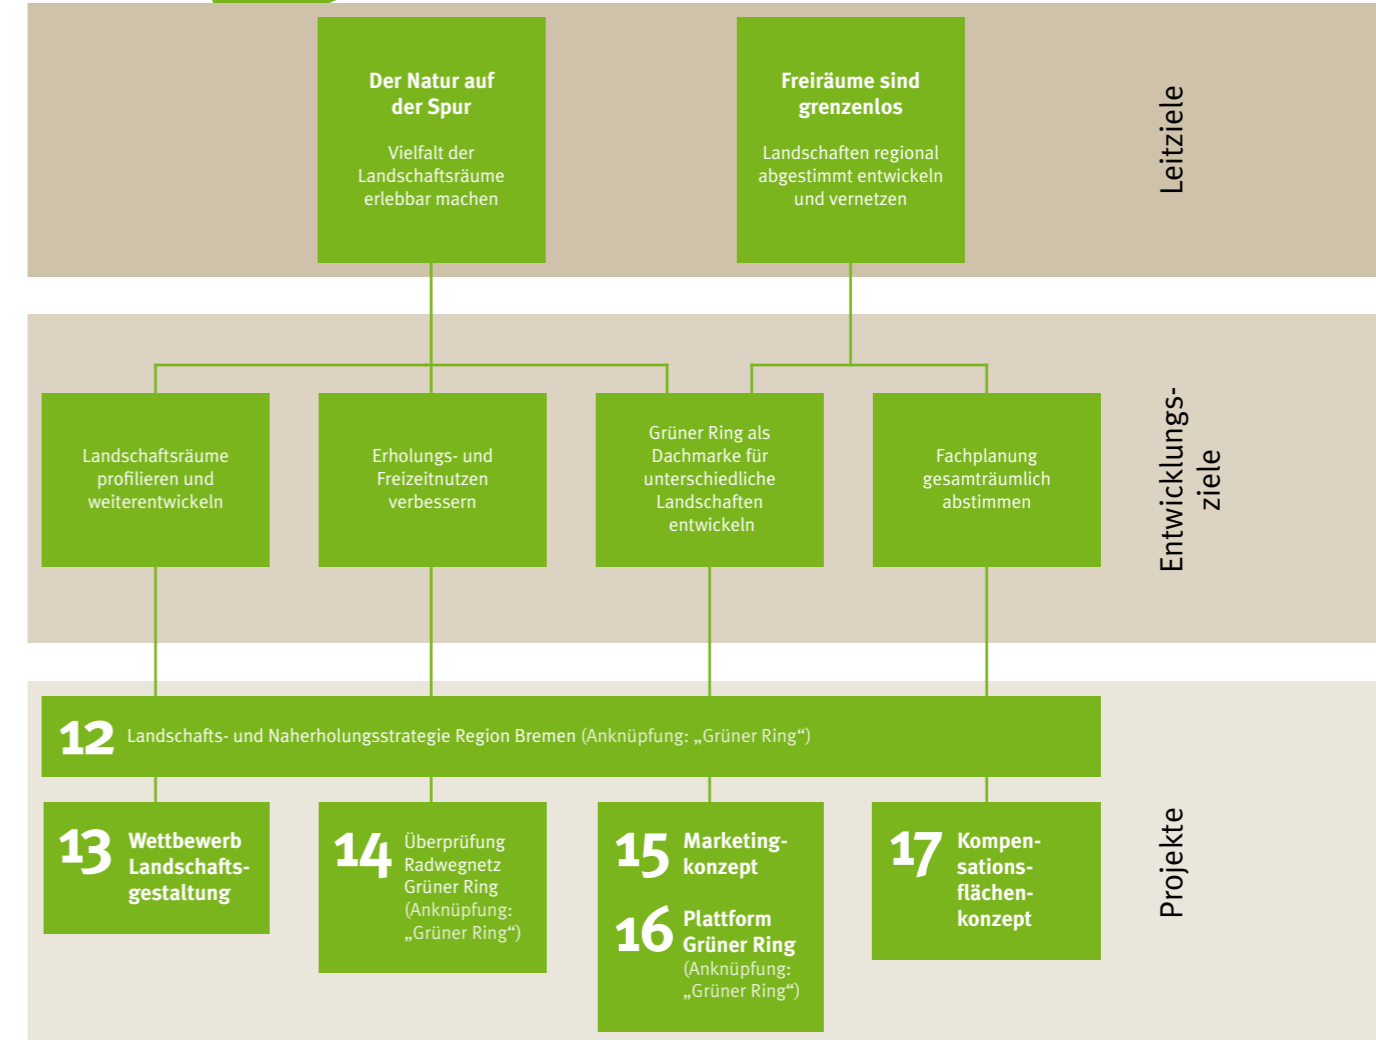 Der Natur auf
der Spur
Vielfalt der
Landschaftsräume
erlebbar machen
Freiräume sind
grenzenlos
Landschaften regional
abgestimmt entwickeln
und vernetzen
Leitziele
Landschaftsräume
profilieren und
weiterentwickeln
Erholungs- und
Freizeitnutzen
verbessern
Grüner Ring als
Dachmarke für
unterschiedliche
Landschaften
entwickeln
Fachplanung
gesamträumlich
abstimmen
Entwicklungs-
ziele
12 Landschafts- und Naherholungsstrategie Region Bremen (Anknüpfung: „Grüner Ring“)
13 Wettbewerb
Landschafts-
gestaltung
14 Überprüfung
Radwegnetz
Grüner Ring
(Anknüpfung:
„Grüner Ring“)
15 Marketing-
konzept
16 Plattform
Grüner Ring
(Anknüpfung:
„Grüner Ring“)
17 Kompen-
sations-
flächen-
konzept
Projekte